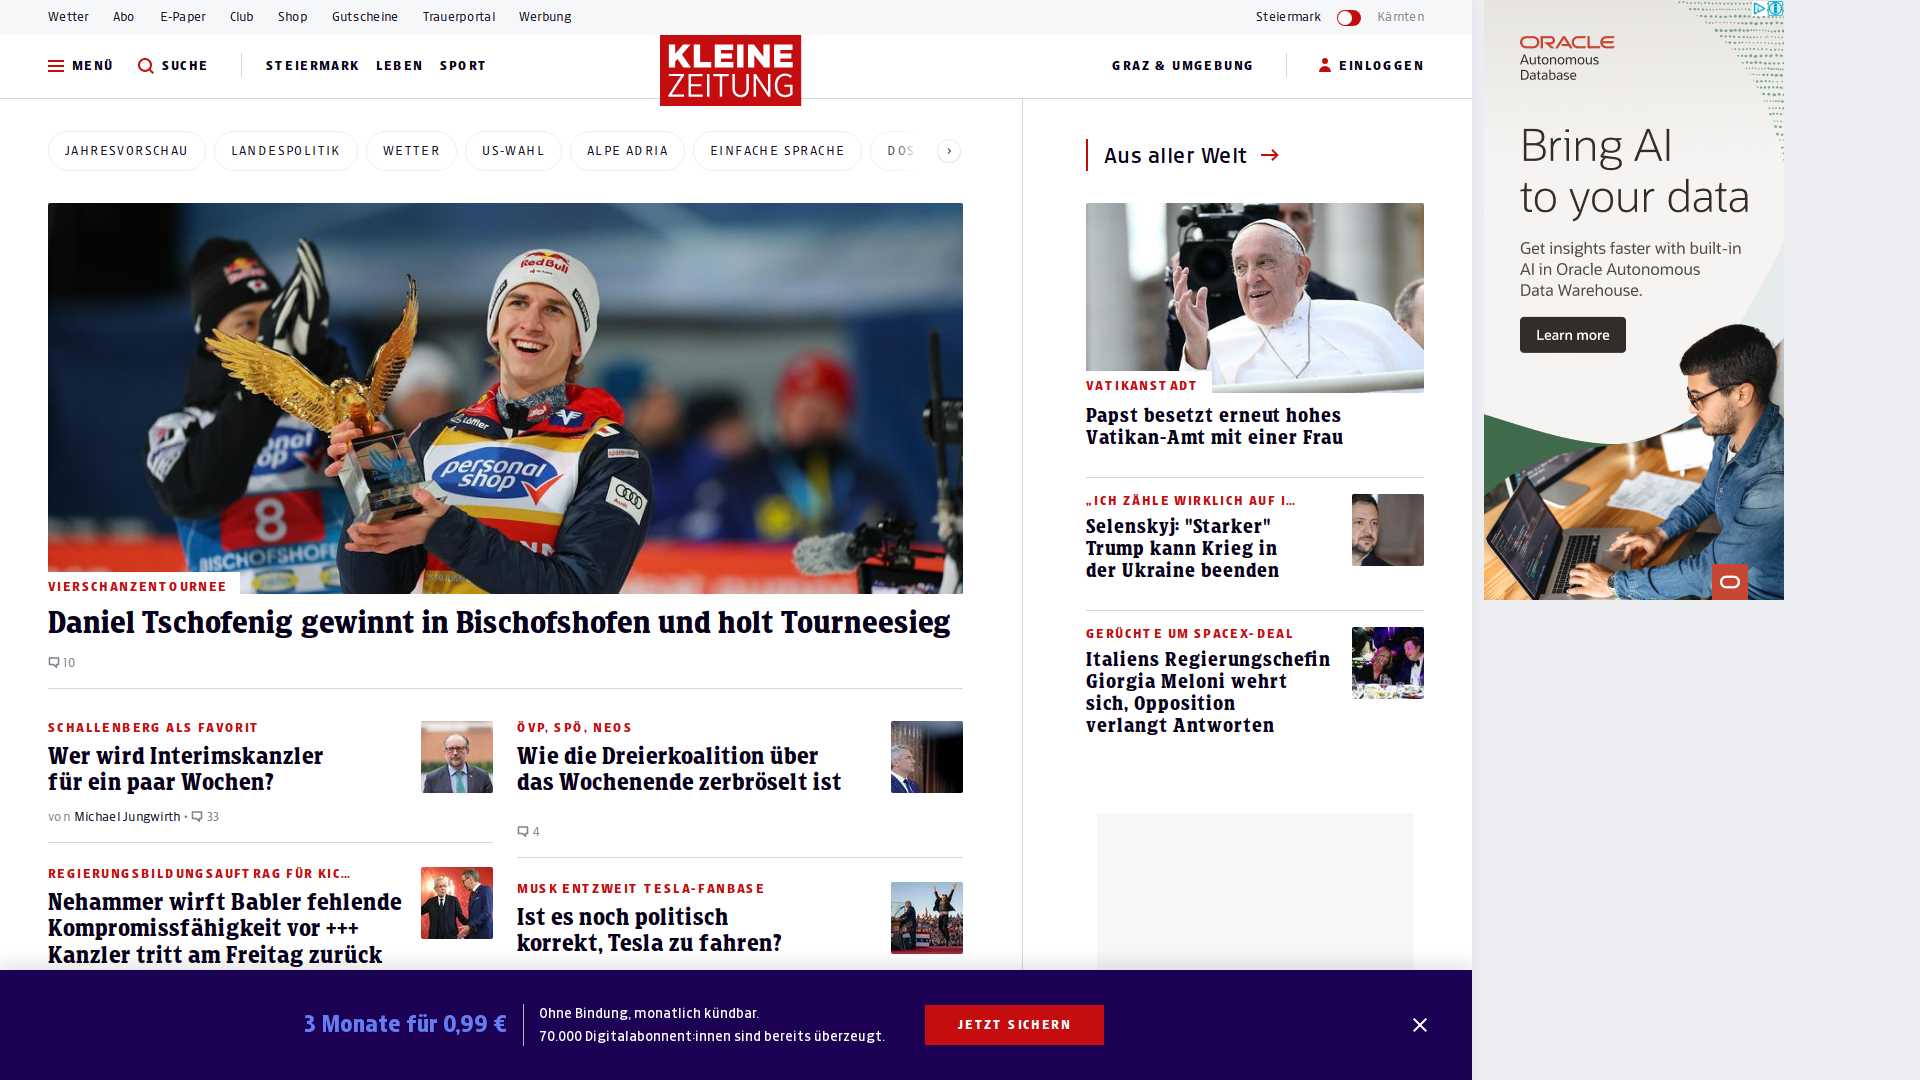 Wetter Abo E-Paper Club Shop Gutscheine Trauerportal Werbung Steiermark Kärnten
MENÜ SUCHE STEIERMARK LEBEN SPORT
KLEINE
ZEITUNG
GRAZ & UMGEBUNG EINLOGGEN
JAHRESVORSCHAU LANDESPOLITIK WETTER US-WAHL ALPE ADRIA EINFACHE SPRACHE DOS
Red Bull
Löffler
personal
shop
Audi
8
BISCHOFSHOFE
VIERSCHANZENTOURNEE
Daniel Tschofenig gewinnt in Bischofshofen und holt Tourneesieg
10
SCHALLENBERG ALS FAVORIT
Wer wird Interimskanzler
für ein paar Wochen?
von Michael Jungwirth • 33
REGIERUNGSBILDUNGSAUFTRAG FÜR KIC…
Nehammer wirft Babler fehlende
Kompromissfähigkeit vor +++
Kanzler tritt am Freitag zurück
ÖVP, SPÖ, NEOS
Wie die Dreierkoalition über
das Wochenende zerbröselt ist
4
MUSK ENTZWEIT TESLA-FANBASE
Ist es noch politisch
korrekt, Tesla zu fahren?
Aus aller Welt
VATIKANSTADT
Papst besetzt erneut hohes
Vatikan-Amt mit einer Frau
„ICH ZÄHLE WIRKLICH AUF I…
Selenskyj: "Starker"
Trump kann Krieg in
der Ukraine beenden
GERÜCHTE UM SPACEX-DEAL
Italiens Regierungschefin
Giorgia Meloni wehrt
sich, Opposition
verlangt Antworten
ORACLE
Autonomous
Database
Bring AI
to your data
Get insights faster with built-in
AI in Oracle Autonomous
Data Warehouse.
Learn more
3 Monate für 0,99 €
Ohne Bindung, monatlich kündbar.
70.000 Digitalabonnent:innen sind bereits überzeugt.
JETZT SICHERN